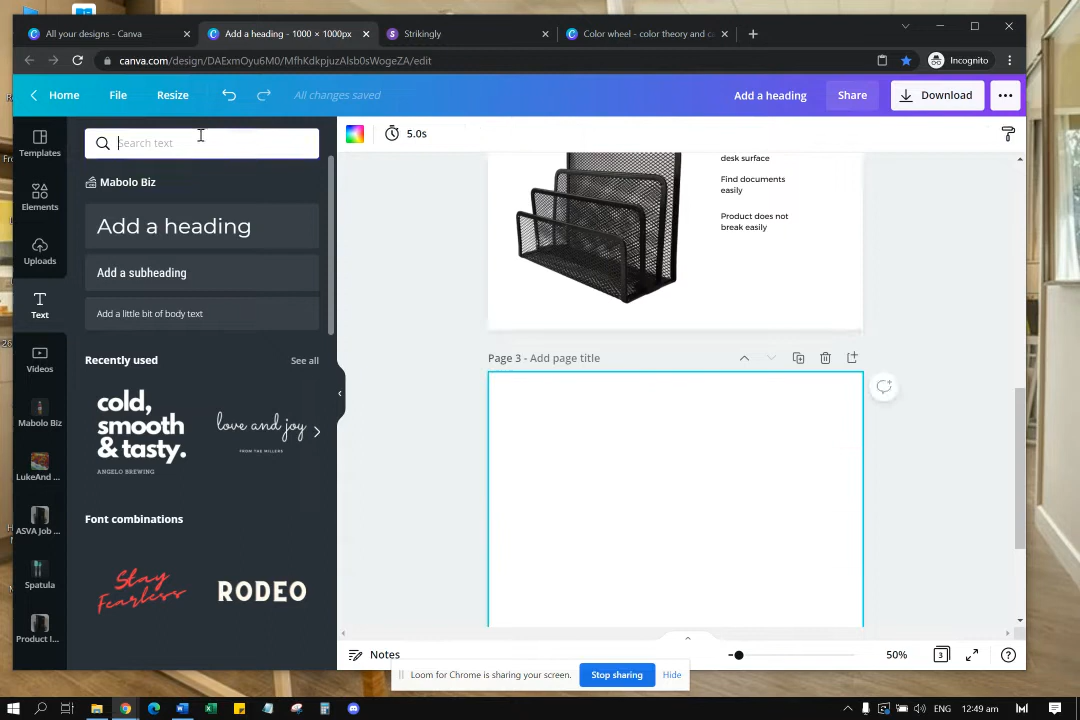 All your designs - Canva
Add a heading - 1000 × 1000px
Strikingly
Color wheel - color theory and c
canva.com/design/DAExmOyu6M0/MfhKdkpjuzAlsb0sWogeZA/edit
Incognito
Home
File
Resize
All changes saved
Add a heading
Share
Download
Templates
Elements
Uploads
Text
Videos
Mabolo Biz
LukeAnd ...
ASVA Job ...
Spatula
Product I...
Search text
Mabolo Biz
Add a heading
Add a subheading
Add a little bit of body text
Recently used
See all
cold,
smooth
& tasty.
ANGELO BREWING
love and joy
FROM THE MILLERS
Font combinations
Stay
Fearless
RODEO
5.0s
desk surface
Find documents
easily
Product does not
break easily
Page 3 - Add page title
Notes
50%
3
Loom for Chrome is sharing your screen.
Stop sharing
Hide
ENG
12:49 am